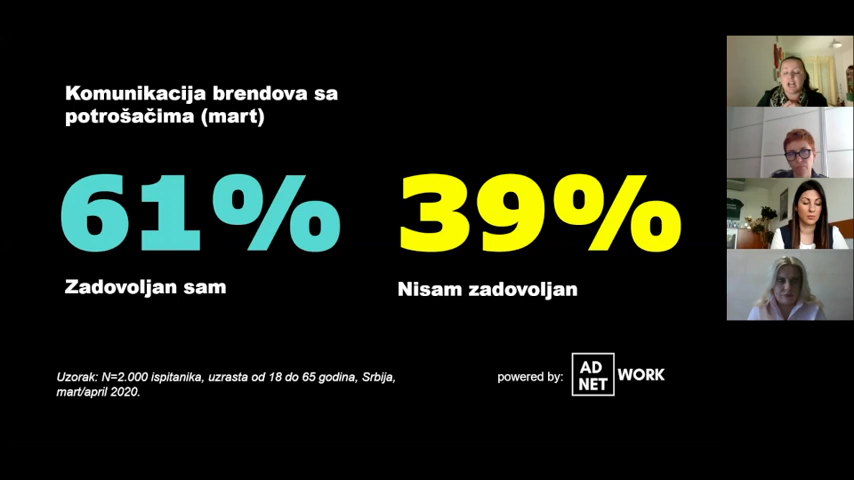 Komunikacija brendova sa
potrošačima (mart)
61%
39%
Zadovoljan sam
Nisam zadovoljan
Uzorak: N=2.000 ispitanika, uzrasta od 18 do 65 godina, Srbija,
mart/april 2020.
powered by:
AD
NET WORK